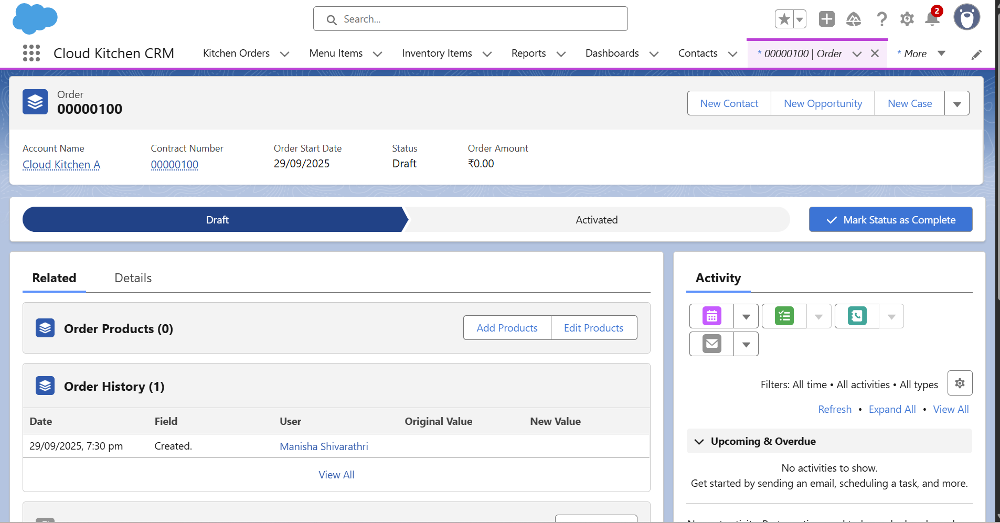 Search...
2
Cloud Kitchen CRM
Kitchen Orders
Menu Items
Inventory Items
Reports
Dashboards
Contacts
* 00000100 | Order
* More
Order
00000100
New Contact
New Opportunity
New Case
Account Name
Contract Number
Order Start Date
Status
Order Amount
Cloud Kitchen A
00000100
29/09/2025
Draft
₹0.00
Draft
Activated
Mark Status as Complete
Related
Details
Order Products (0)
Add Products
Edit Products
Order History (1)
Date
Field
User
Original Value
New Value
29/09/2025, 7:30 pm
Created.
Manisha Shivarathri
View All
Activity
Filters: All time • All activities • All types
Refresh • Expand All • View All
Upcoming & Overdue
No activities to show.
Get started by sending an email, scheduling a task, and more.